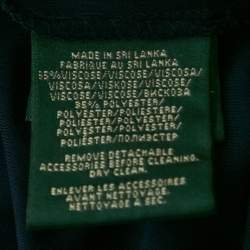 MADE IN SRI LANKA
FABRIQUE AU SRI LANKA
65%VISCOSE/VISCOSE/VISCOSA/
VISCOSA/VISKOSE/VISCOSE/
VISCOSE/VISCOSE/ВИСКОЗА
35% POLYESTER/
POLYESTER/POLIESTERE/
POLIESTER/POLYESTER/
POLYESTER/POLYESTER/
POLIÉSTER/ПОЛИЭСТЕР
REMOVE DETACHABLE
ACCESSORIES BEFORE CLEANING.
DRY CLEAN.
ENLEVER LES ACCESSOIRES
AVANT NETTOYAGE.
NETTOYAGE A SEC.